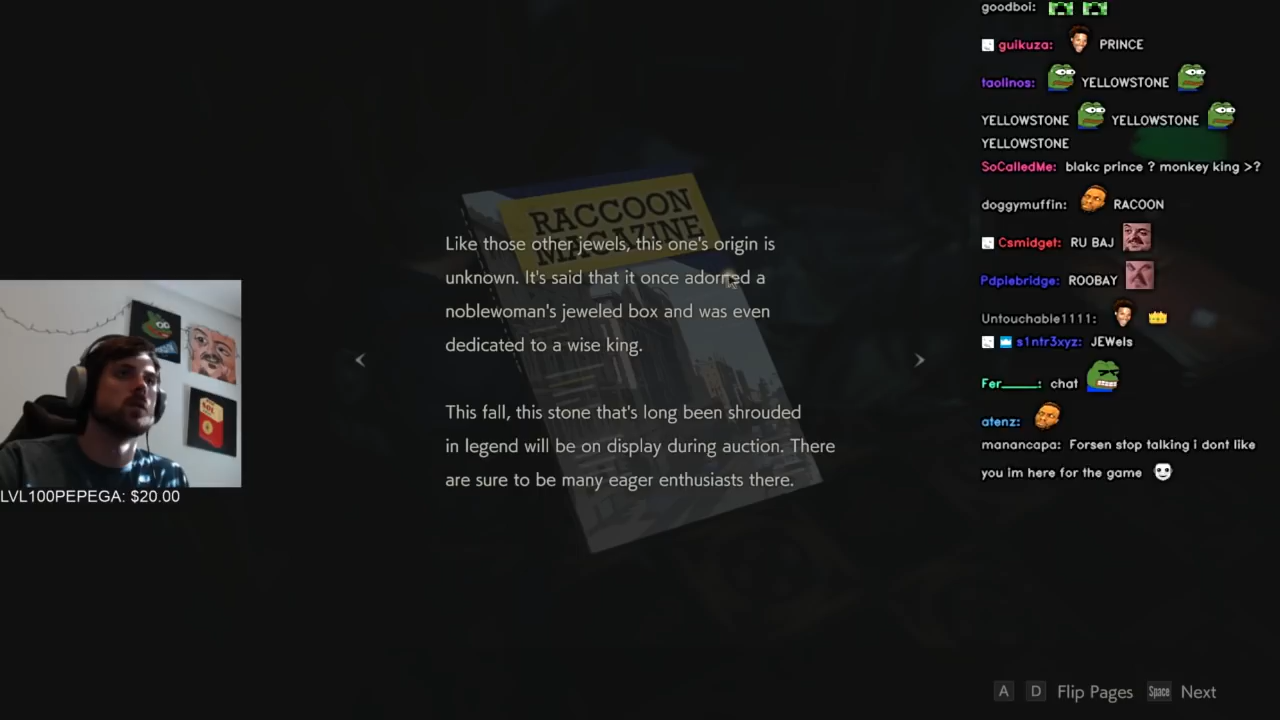 goodboi:
guikuza: PRINCE
taolinos: YELLOWSTONE
YELLOWSTONE YELLOWSTONE
YELLOWSTONE
SoCalledMe: blakc prince ? monkey king >?
doggymuffin: RACOON
Csmidget: RU BAJ
Pdplebridge: ROOBAY
Untouchable1111:
s1ntr3xyz: JEWels
Fer_____: chat
atenz:
manancapa: Forsen stop talking i dont like
you im here for the game
RACCOON
MAGAZINE
Like those other jewels, this one's origin is
unknown. It's said that it once adorned a
noblewoman's jeweled box and was even
dedicated to a wise king.
This fall, this stone that's long been shrouded
in legend will be on display during auction. There
are sure to be many eager enthusiasts there.
LVL100PEPEGA: $20.00
A D Flip Pages Space Next